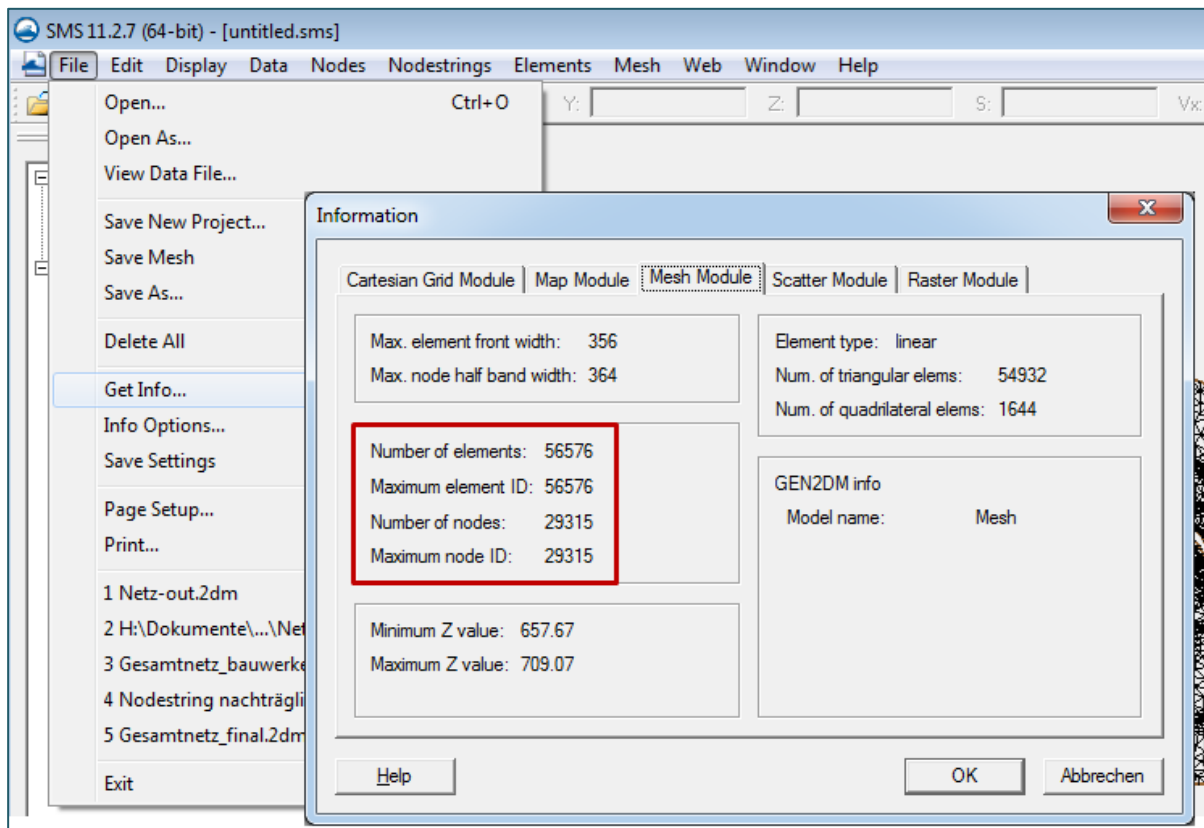 SMS 11.2.7 (64-bit) - [untitled.sms]
File Edit Display Data Nodes Nodestrings Elements Mesh Web Window Help
Y: Z: S: Vx:
Open... Ctrl+O
Open As...
View Data File...
Save New Project...
Save Mesh
Save As...
Delete All
Get Info...
Info Options...
Save Settings
Page Setup...
Print...
1 Netz-out.2dm
2 H:\Dokumente\...\Net
3 Gesamtnetz_bauwerke
4 Nodestring nachträgli
5 Gesamtnetz_final.2dm
Exit
Information
Cartesian Grid Module Map Module Mesh Module Scatter Module Raster Module
Max. element front width: 356
Max. node half band width: 364
Number of elements: 56576
Maximum element ID: 56576
Number of nodes: 29315
Maximum node ID: 29315
Minimum Z value: 657.67
Maximum Z value: 709.07
Element type: linear
Num. of triangular elems: 54932
Num. of quadrilateral elems: 1644
GEN2DM info
Model name: Mesh
Help OK Abbrechen